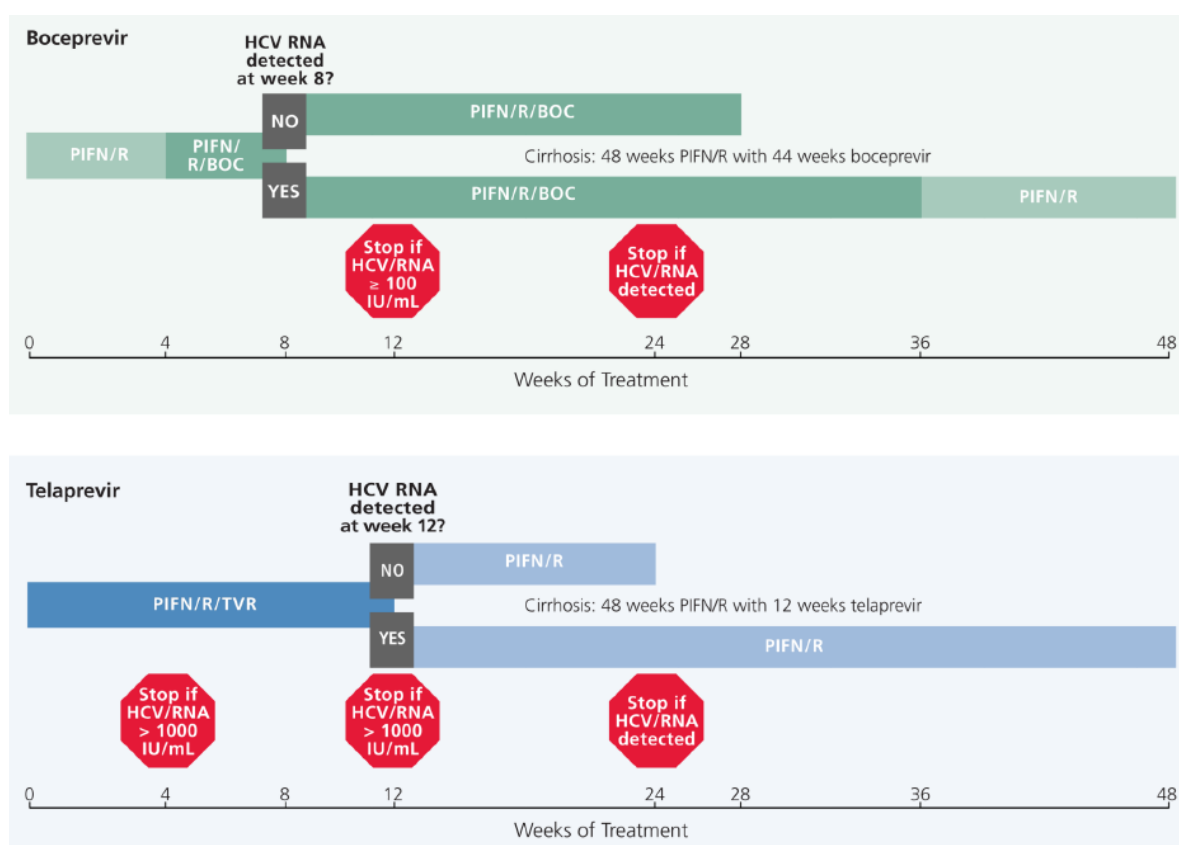 Boceprevir
HCV RNA
detected
at week 8?
NO
PIFN/R/BOC
PIFN/R
PIFN/
R/BOC
Cirrhosis: 48 weeks PIFN/R with 44 weeks boceprevir
YES
PIFN/R/BOC
PIFN/R
Stop if
HCV/RNA
≥ 100
IU/mL
Stop if
HCV/RNA
detected
0 4 8 12 24 28 36 48
Weeks of Treatment
Telaprevir
HCV RNA
detected
at week 12?
NO
PIFN/R
PIFN/R/TVR
Cirrhosis: 48 weeks PIFN/R with 12 weeks telaprevir
YES
PIFN/R
Stop if
HCV/RNA
> 1000
IU/mL
Stop if
HCV/RNA
> 1000
IU/mL
Stop if
HCV/RNA
detected
0 4 8 12 24 28 36 48
Weeks of Treatment